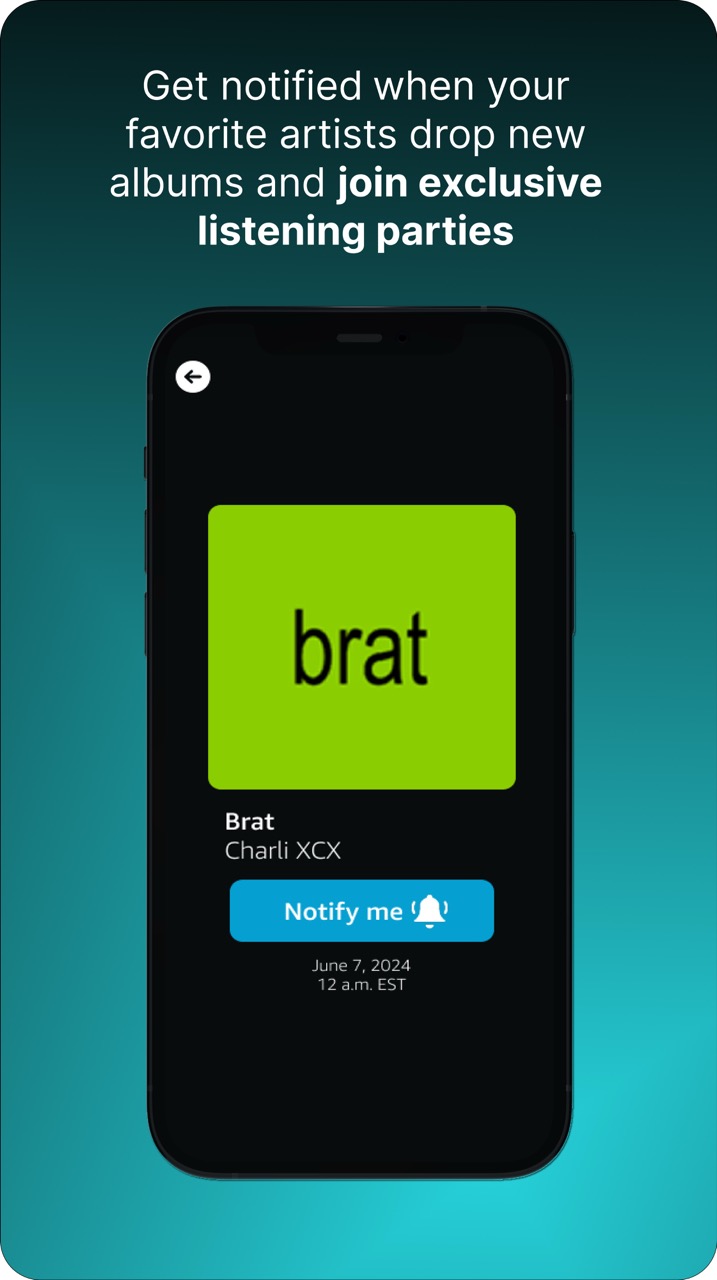 Get notified when your
favorite artists drop new
albums and join exclusive
listening parties
brat
Brat
Charli XCX
Notify me
June 7, 2024
12 a.m. EST